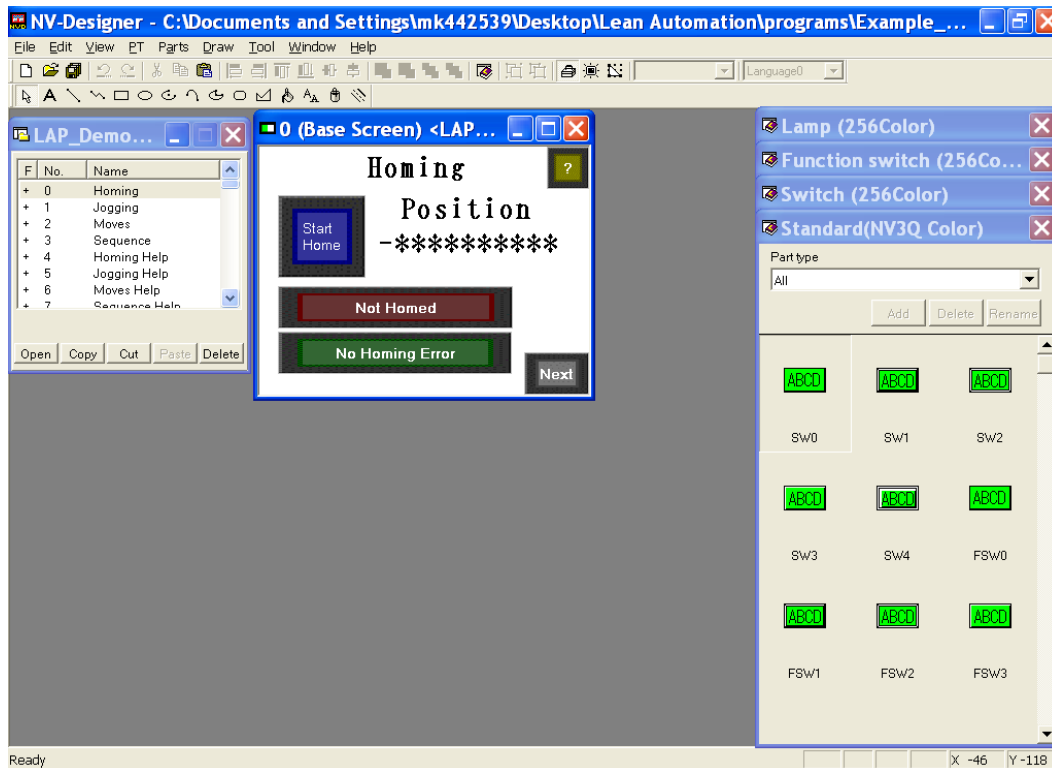 NV-Designer - C:\Documents and Settings\mk442539\Desktop\Lean Automation\programs\Example_...
File Edit View PT Parts Draw Tool Window Help
Language0
LAP_Demo...
F No. Name
+ 0 Homing
+ 1 Jogging
+ 2 Moves
+ 3 Sequence
+ 4 Homing Help
+ 5 Jogging Help
+ 6 Moves Help
+ 7 Sequence Help
Open Copy Cut Paste Delete
0 (Base Screen) <LAP...
Homing
?
Position
Start
Home
-**********
Not Homed
No Homing Error
Next
Lamp (256Color)
Function switch (256Co...
Switch (256Color)
Standard(NV3Q Color)
Part type
All
Add Delete Rename
ABCD ABCD ABCD
SW0 SW1 SW2
ABCD ABCD ABCD
SW3 SW4 FSW0
ABCD ABCD ABCD
FSW1 FSW2 FSW3
Ready
X -46 Y -118